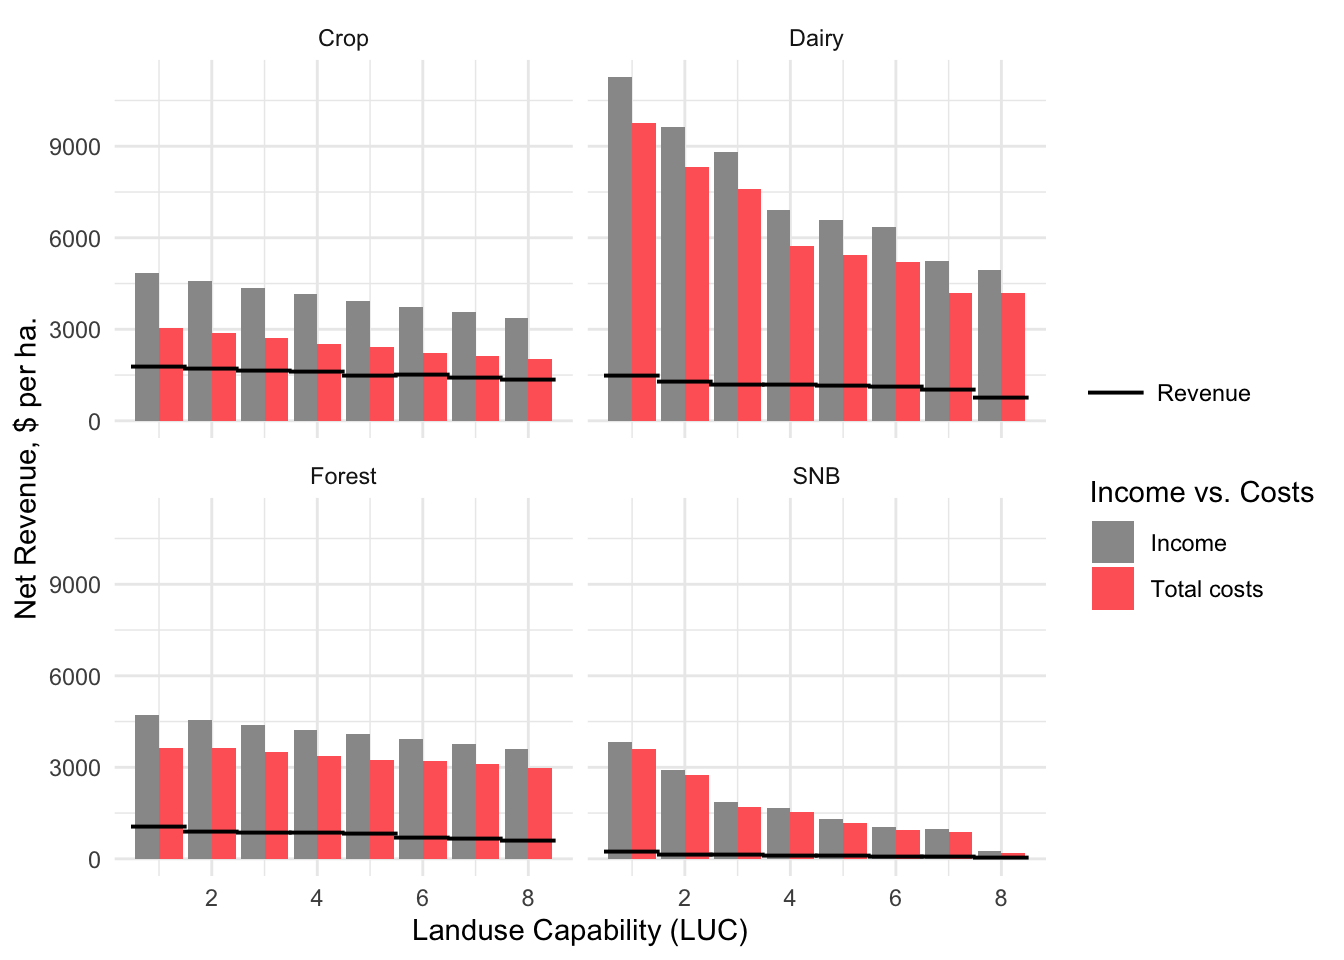 Crop
Dairy
9000
6000
3000
0
Forest
SNB
9000
6000
3000
0
2
4
6
8
2
4
6
8
Landuse Capability (LUC)
Net Revenue, $ per ha.
Revenue
Income vs. Costs
Income
Total costs